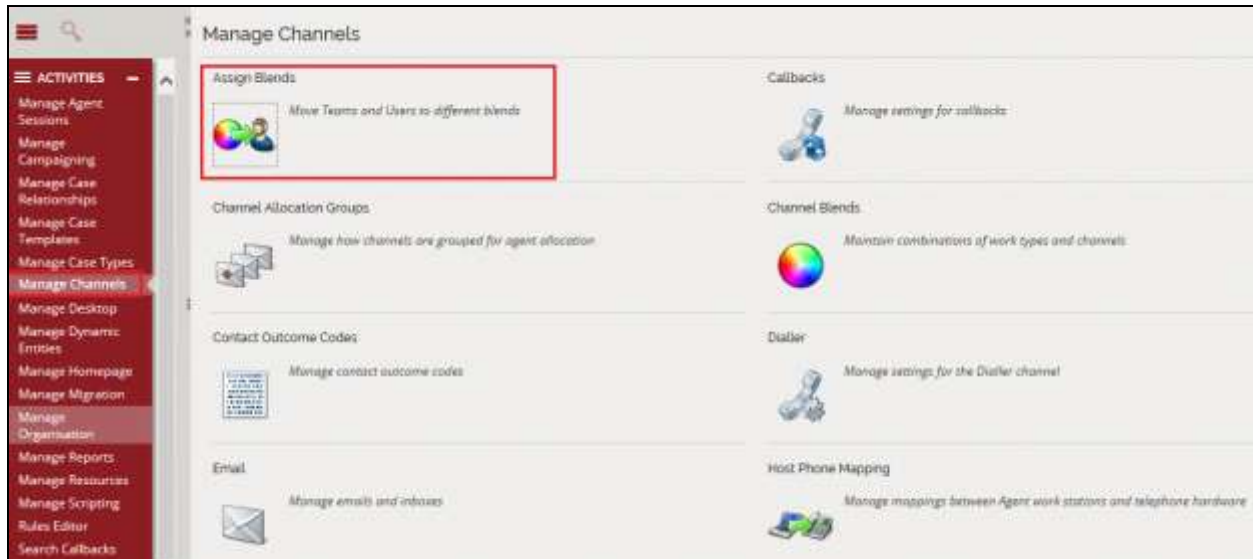 Manage Channels
ACTIVITIES
Manage Agent
Sessions
Manage
Campaigning
Manage Case
Relationships
Manage Case
Templates
Manage Case Types
Manage Channels
Manage Desktop
Manage Dynamic
Entities
Manage Homepage
Manage Migration
Manage
Organisation
Manage Reports
Manage Resources
Manage Scripting
Rules Editor
Search Callbacks
Assign Blends
Move Teams and Users to different blends
Callbacks
Manage settings for callbacks
Channel Allocation Groups
Manage how channels are grouped for agent allocation
Channel Blends
Maintain combinations of work types and channels
Contact Outcome Codes
Manage contact outcome codes
Dialler
Manage settings for the Dialler channel
Email
Manage emails and inboxes
Host Phone Mapping
Manage mappings between Agent work stations and telephone hardware